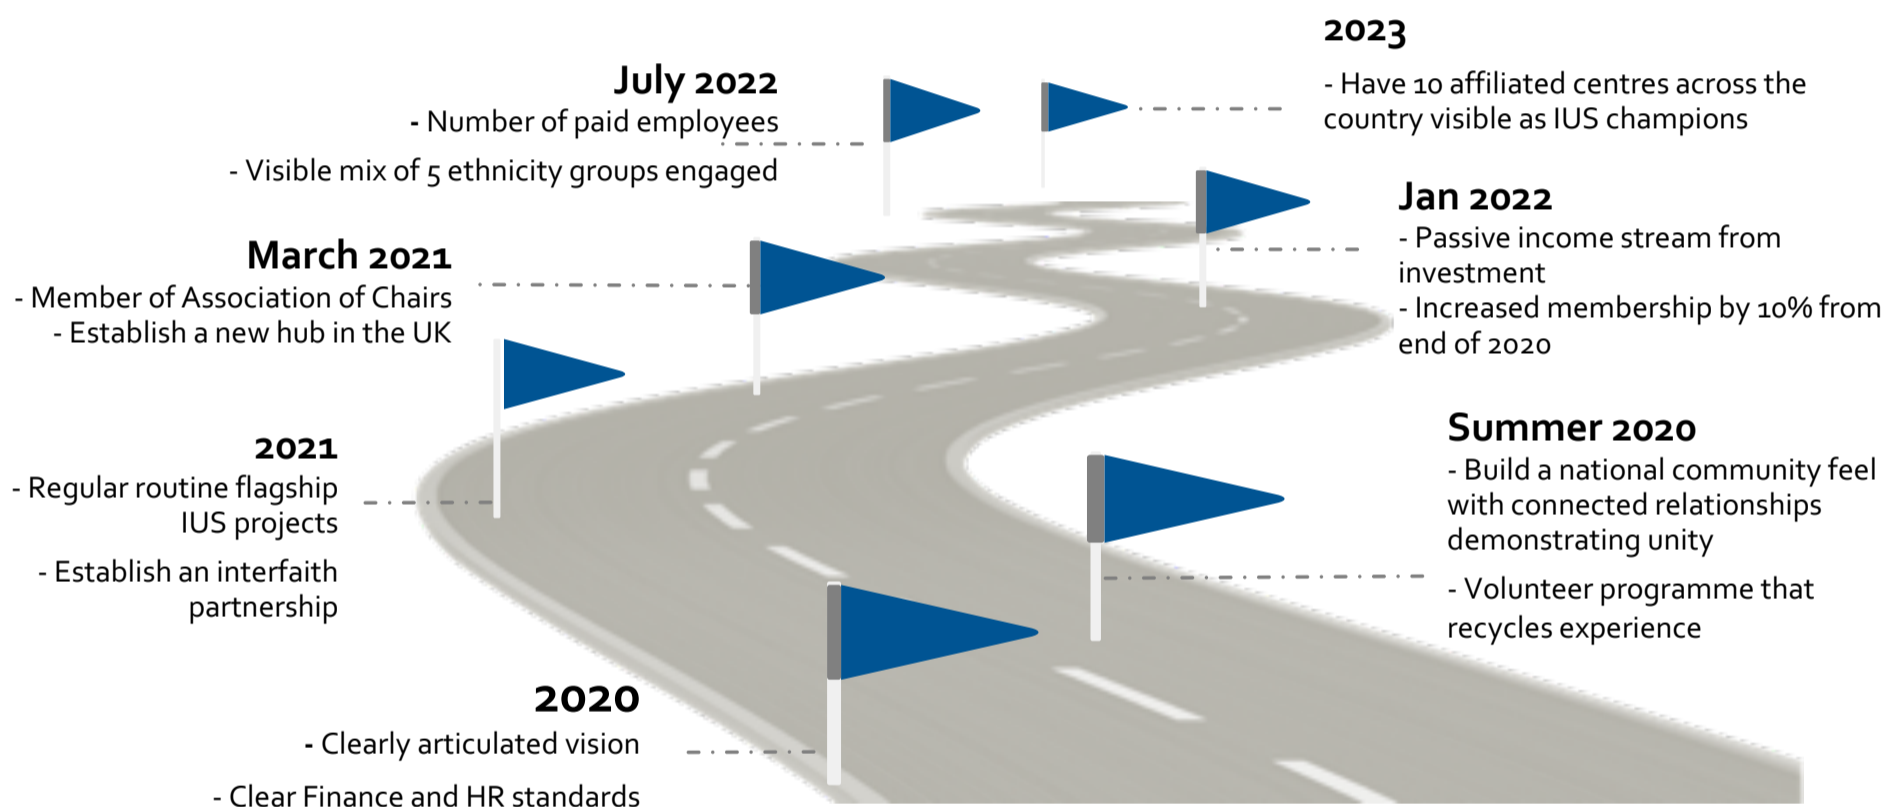 2023
- Have 10 affiliated centres across the
country visible as IUS champions
July 2022
- Number of paid employees
- Visible mix of 5 ethnicity groups engaged
Jan 2022
- Passive income stream from
investment
- Increased membership by 10% from
end of 2020
March 2021
- Member of Association of Chairs
- Establish a new hub in the UK
2021
- Regular routine flagship
IUS projects
- Establish an interfaith
partnership
Summer 2020
- Build a national community feel
with connected relationships
demonstrating unity
- Volunteer programme that
recycles experience
2020
- Clearly articulated vision
- Clear Finance and HR standards